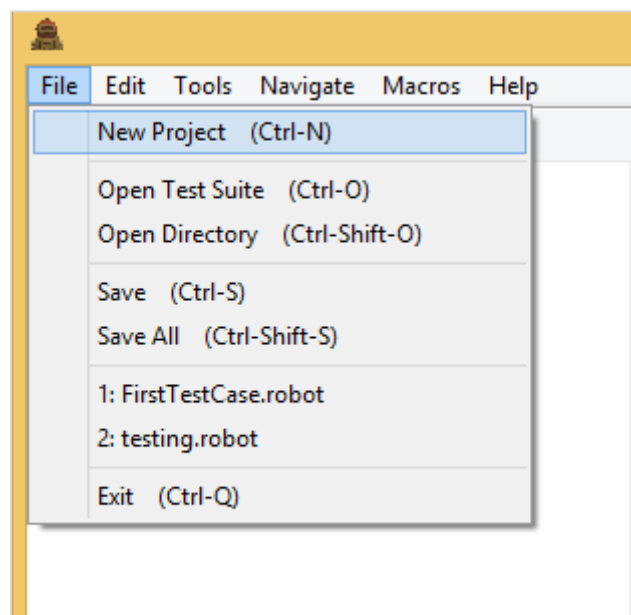 File Edit Tools Navigate Macros Help
New Project (Ctrl-N)
Open Test Suite (Ctrl-O)
Open Directory (Ctrl-Shift-O)
Save (Ctrl-S)
Save All (Ctrl-Shift-S)
1: FirstTestCase.robot
2: testing.robot
Exit (Ctrl-Q)